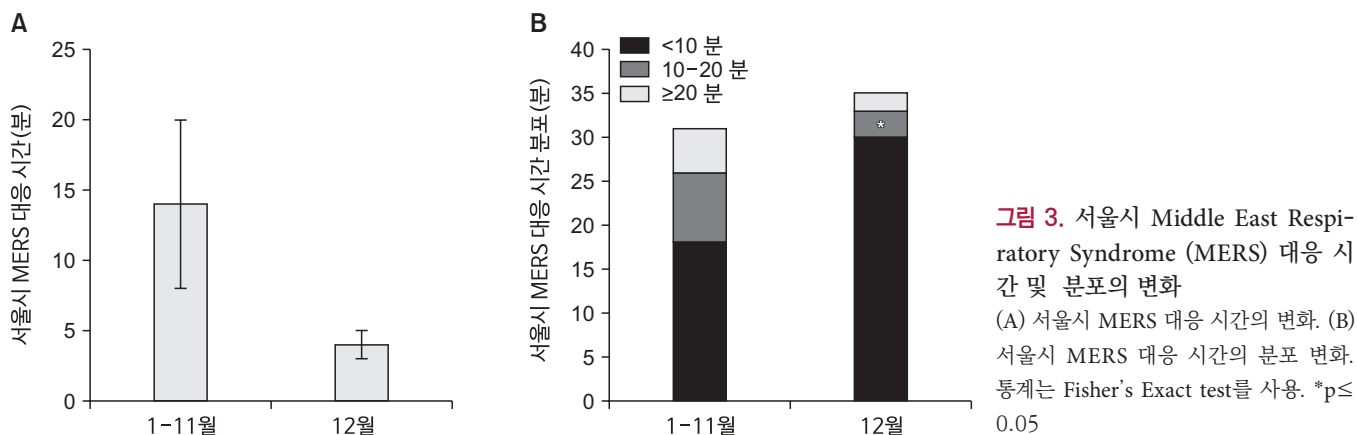 A
서울시 MERS 대응 시간(분)
25
20
15
10
5
0
1-11월
12월
B
서울시 MERS 대응 시간 분포(분)
40
35
30
25
20
15
10
5
0
<10 분
10-20 분
≥20 분
*
1-11월
12월
그림 3. 서울시 Middle East Respi-
ratory Syndrome (MERS) 대응 시
간 및 분포의 변화
(A) 서울시 MERS 대응 시간의 변화. (B)
서울시 MERS 대응 시간의 분포 변화.
통계는 Fisher's Exact test를 사용. *p≤
0.05